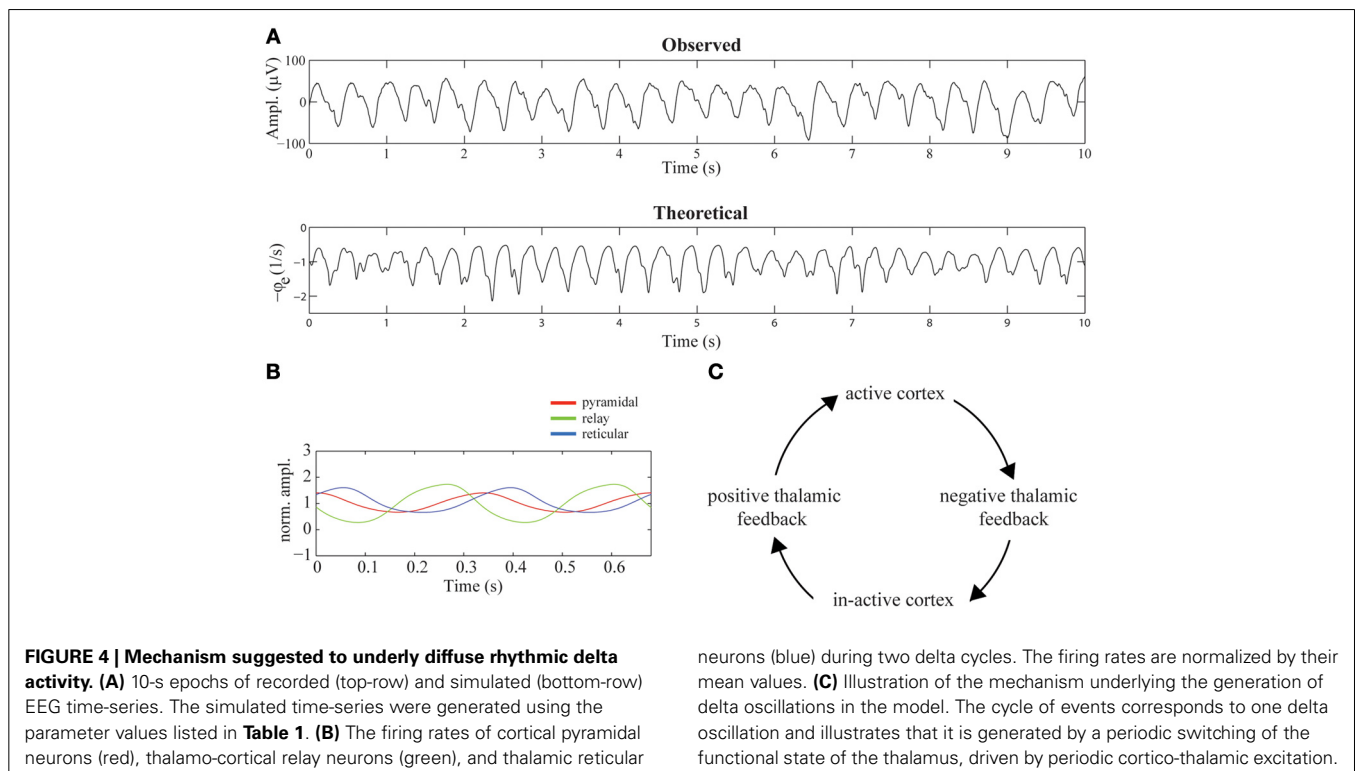 A
Observed
Ampl. (µV)
100
0
−100
0 1 2 3 4 5 6 7 8 9 10
Time (s)
Theoretical
−φe (1/s)
0
−1
−2
0 1 2 3 4 5 6 7 8 9 10
Time (s)
B
pyramidal
relay
reticular
norm. ampl.
3
2
1
0
−1
0 0.1 0.2 0.3 0.4 0.5 0.6
Time (s)
C
active cortex
negative thalamic
feedback
in-active cortex
positive thalamic
feedback
FIGURE 4 | Mechanism suggested to underly diffuse rhythmic delta
activity. (A) 10-s epochs of recorded (top-row) and simulated (bottom-row)
EEG time-series. The simulated time-series were generated using the
parameter values listed in Table 1. (B) The firing rates of cortical pyramidal
neurons (red), thalamo-cortical relay neurons (green), and thalamic reticular
neurons (blue) during two delta cycles. The firing rates are normalized by their
mean values. (C) Illustration of the mechanism underlying the generation of
delta oscillations in the model. The cycle of events corresponds to one delta
oscillation and illustrates that it is generated by a periodic switching of the
functional state of the thalamus, driven by periodic cortico-thalamic excitation.